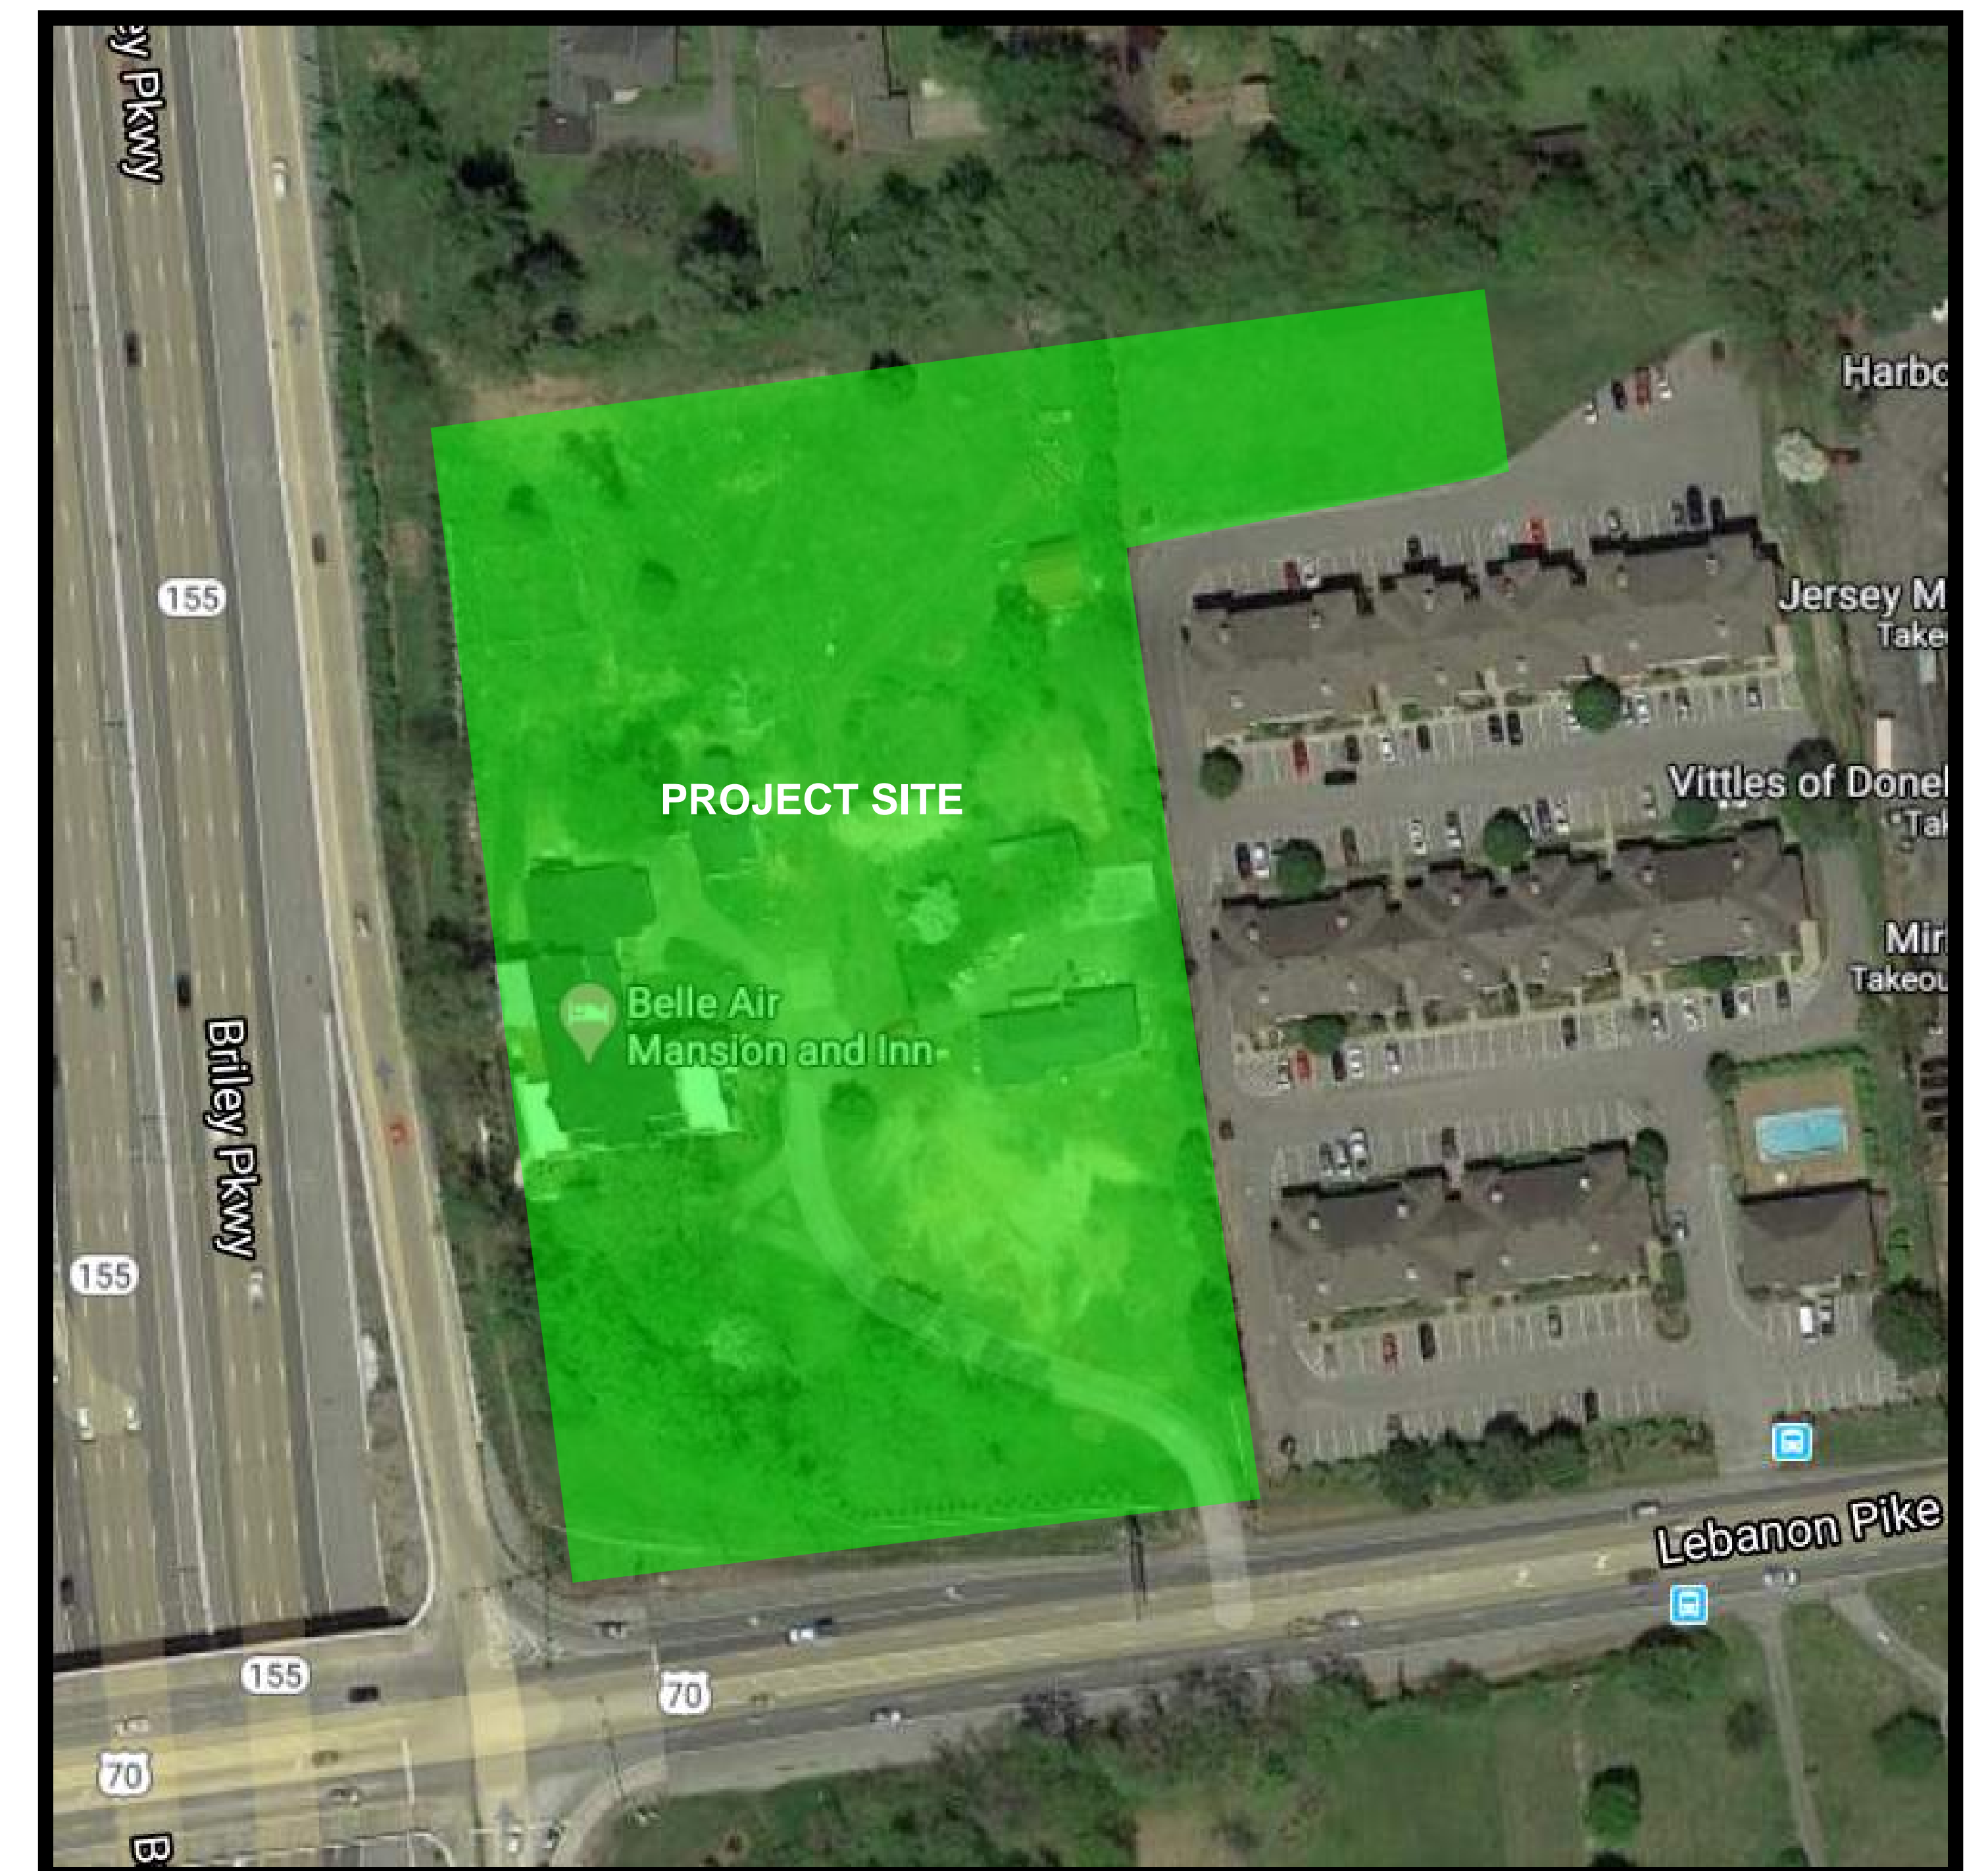 ey Pkwy
Harbo
155
Jersey M
Take
PROJECT SITE
Vittles of Donel
Tak
Mir
Takeou
Belle Air
Mansion and Inn
Briley Pkwy
155
Lebanon Pike
155
70
70
B